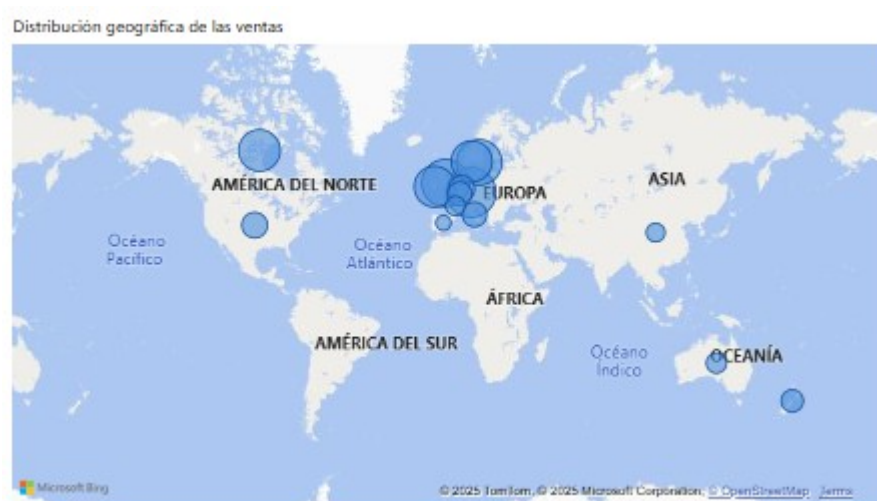 Distribución geográfica de las ventas
AMÉRICA DEL NORTE
EUROPA
ASIA
Océano
Pacífico
Océano
Atlántico
ÁFRICA
AMÉRICA DEL SUR
Océano
Índico
OCEANÍA
Microsoft Bing
© 2025 TomTom, © 2025 Microsoft Corporation, © OpenStreetMap Terms